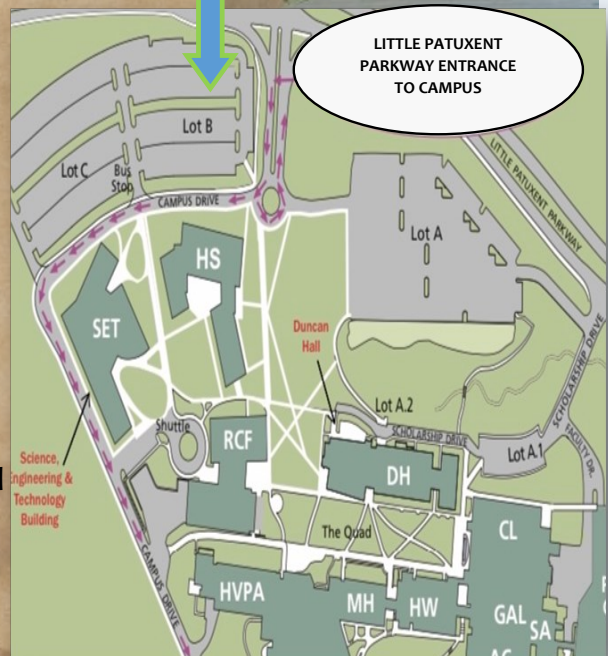 LITTLE PATUXENT
PARKWAY ENTRANCE
TO CAMPUS
LITTLE PATUXENT PARKWAY
Lot B
Lot C
Bus
Stop
CAMPUS DRIVE
Lot A
HS
SET
Duncan
Hall
SCHOLARSHIP DRIVE
Lot A.2
Shuttle
RCF
SCHOLARSHIP DRIVE
Lot A.1
FACULTY DR.
DH
Science,
Engineering &
Technology
Building
The Quad
CL
CAMPUS DRIVE
HVPA
MH
HW
GAL
SA